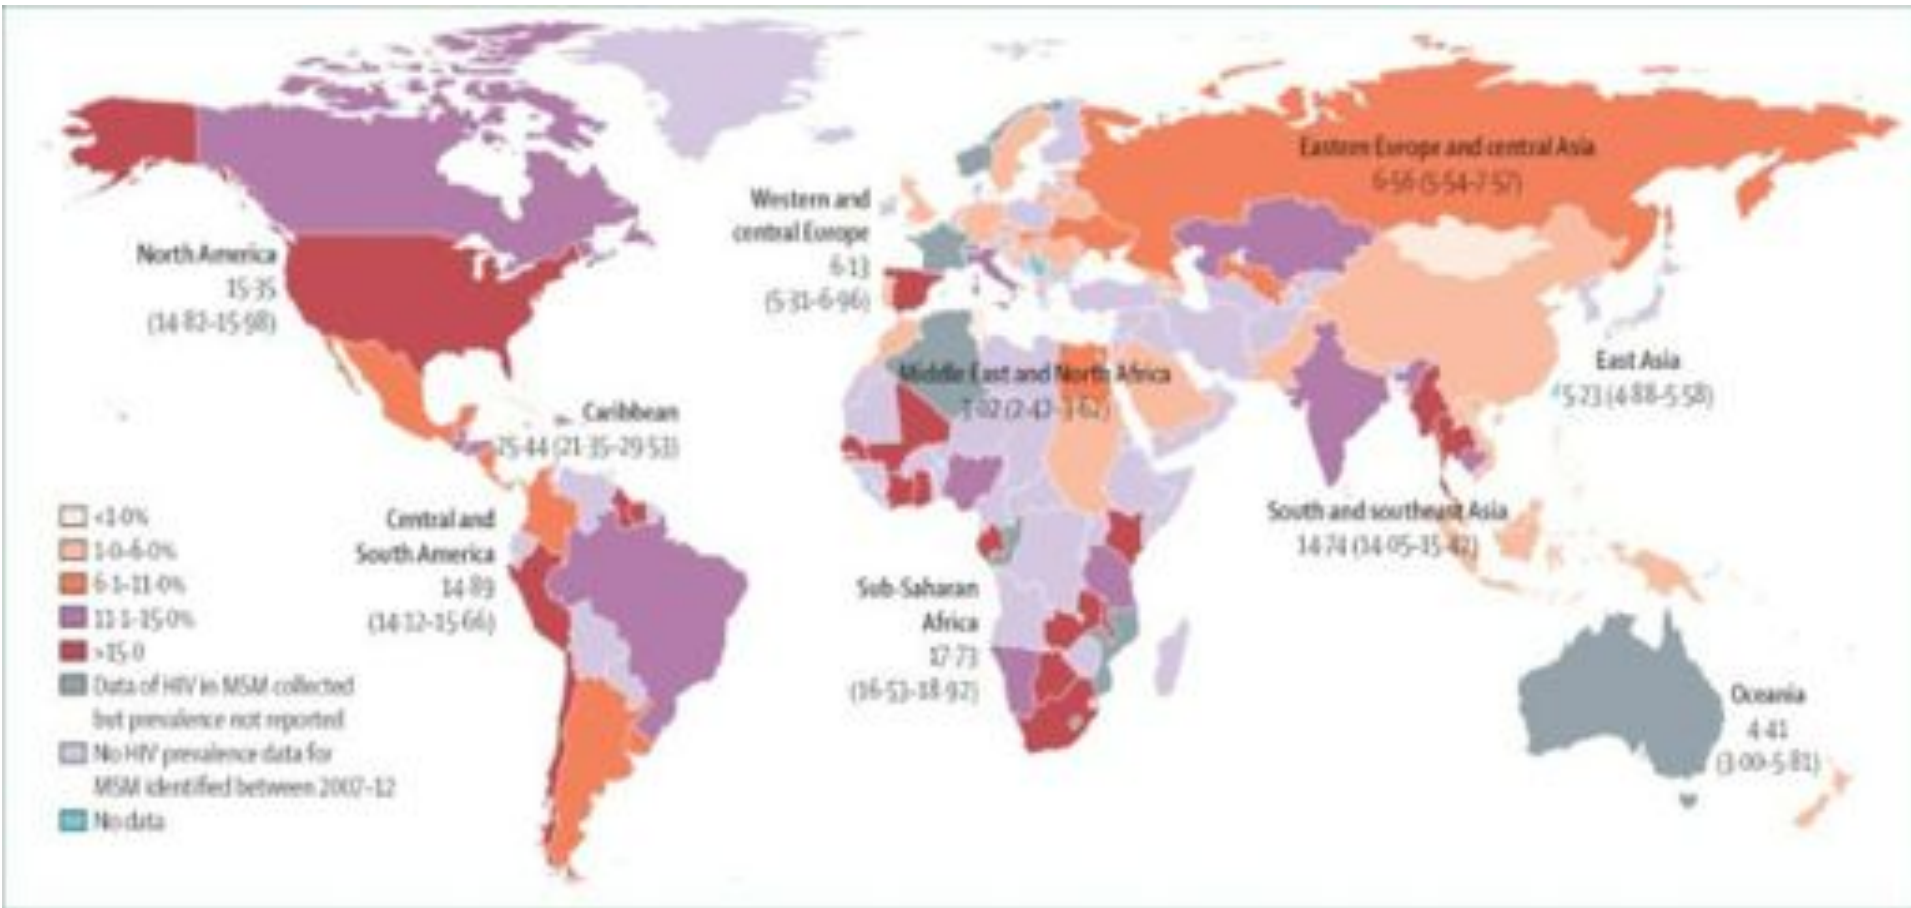 North America
15·35
(14·82-15·98)
Caribbean
25·44 (21·35-29·53)
Central and
South America
14·89
(14·12-15·66)
Western and
central Europe
6·13
(5·31-6·96)
Eastern Europe and central Asia
6·56 (5·54-7·57)
Middle East and North Africa
(2·42-3·62)
East Asia
5·23 (4·88-5·58)
South and southeast Asia
14·74 (14·05-15·42)
Sub-Saharan
Africa
17·73
(16·53-18·92)
Oceania
4·41
(3·00-5·81)
<1·0%
1·0-6·0%
6·1-11·0%
11·1-15·0%
>15·0
Data of HIV in MSM collected
but prevalence not reported
No HIV prevalence data for
MSM identified between 2007-12
No data